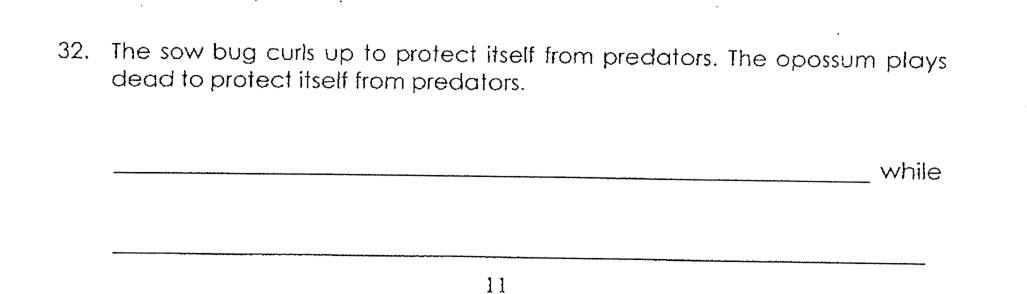 32. The sow bug curls up to protect itself from predators. The opossum plays
dead to protect itself from predators.
while
11